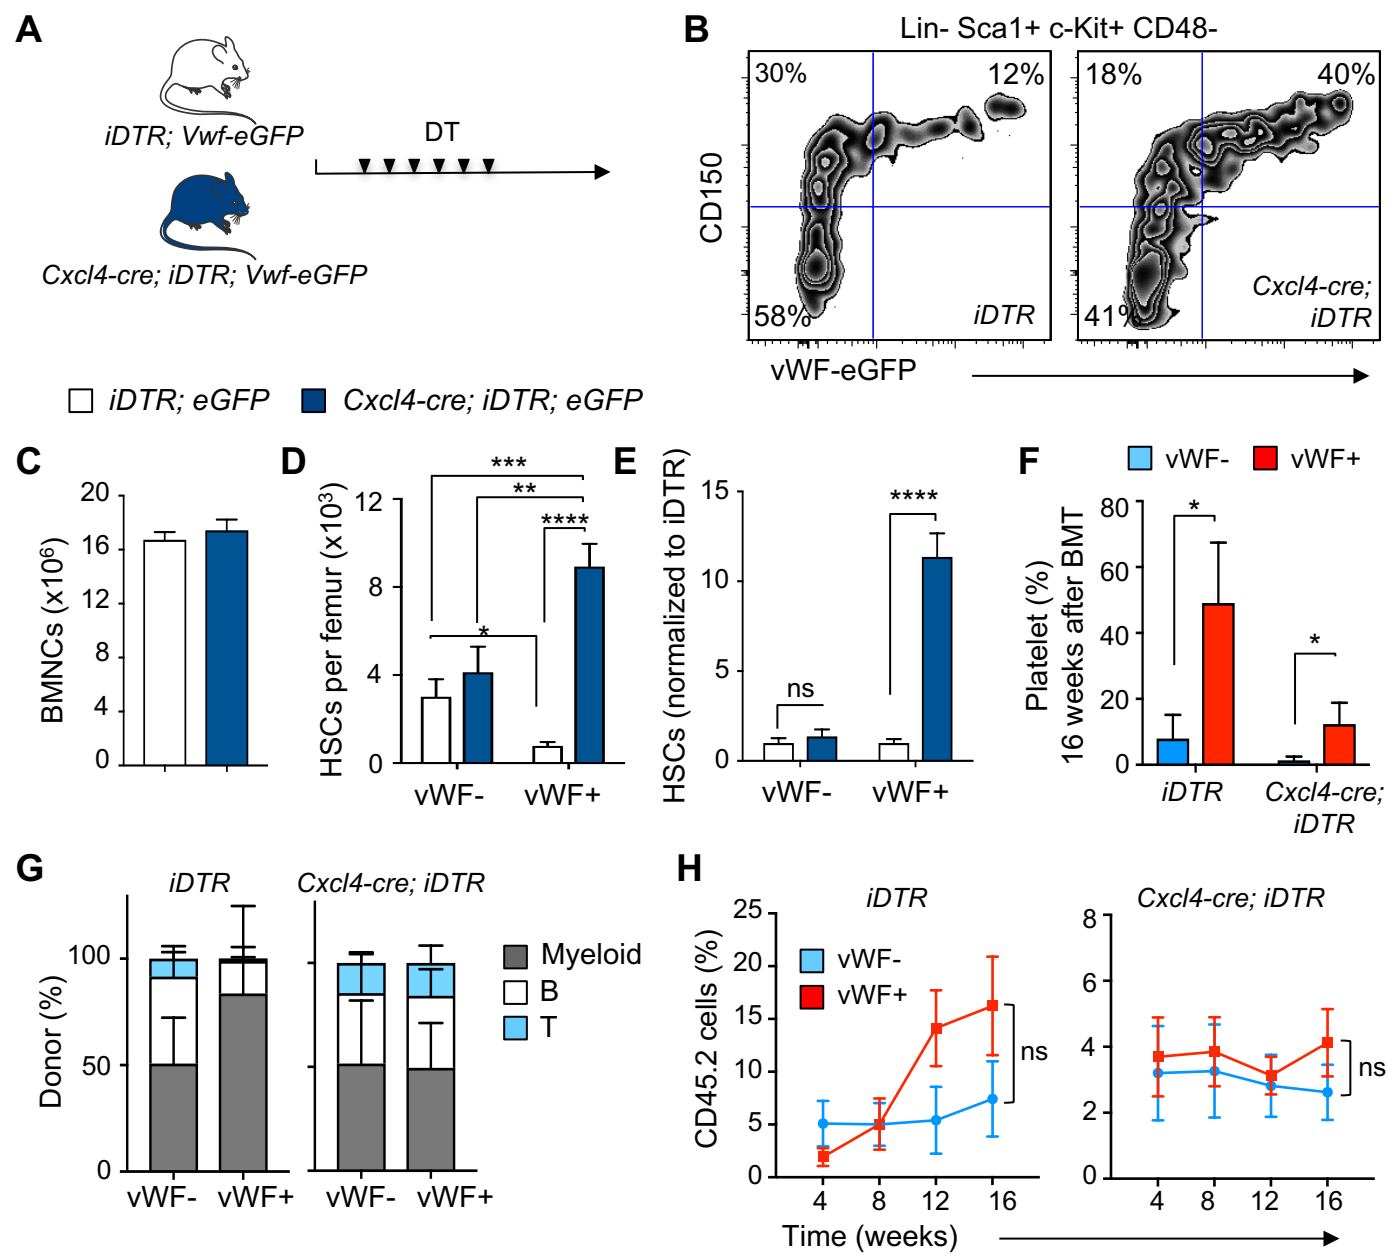 A
iDTR; Vwf-eGFP
DT
Cxcl4-cre; iDTR; Vwf-eGFP
B
Lin- Sca1+ c-Kit+ CD48-
30%
12%
58%
iDTR
18%
40%
41%
Cxcl4-cre;
iDTR
CD150
vWF-eGFP
iDTR; eGFP
Cxcl4-cre; iDTR; eGFP
C
BMNCs (x10⁶)
20
16
12
8
4
0
D
HSCs per femur (x10³)
12
8
4
0
***
**
****
*
vWF-
vWF+
E
HSCs (normalized to iDTR)
15
10
5
0
ns
****
vWF-
vWF+
F
vWF-
vWF+
Platelet (%)
16 weeks after BMT
80
60
40
20
0
*
*
iDTR
Cxcl4-cre;
iDTR
G
iDTR
Cxcl4-cre; iDTR
Donor (%)
100
50
0
vWF-
vWF+
vWF-
vWF+
Myeloid
B
T
H
iDTR
CD45.2 cells (%)
25
20
15
10
5
0
vWF-
vWF+
ns
4
8
12
16
Cxcl4-cre; iDTR
8
6
4
2
0
ns
4
8
12
16
Time (weeks)